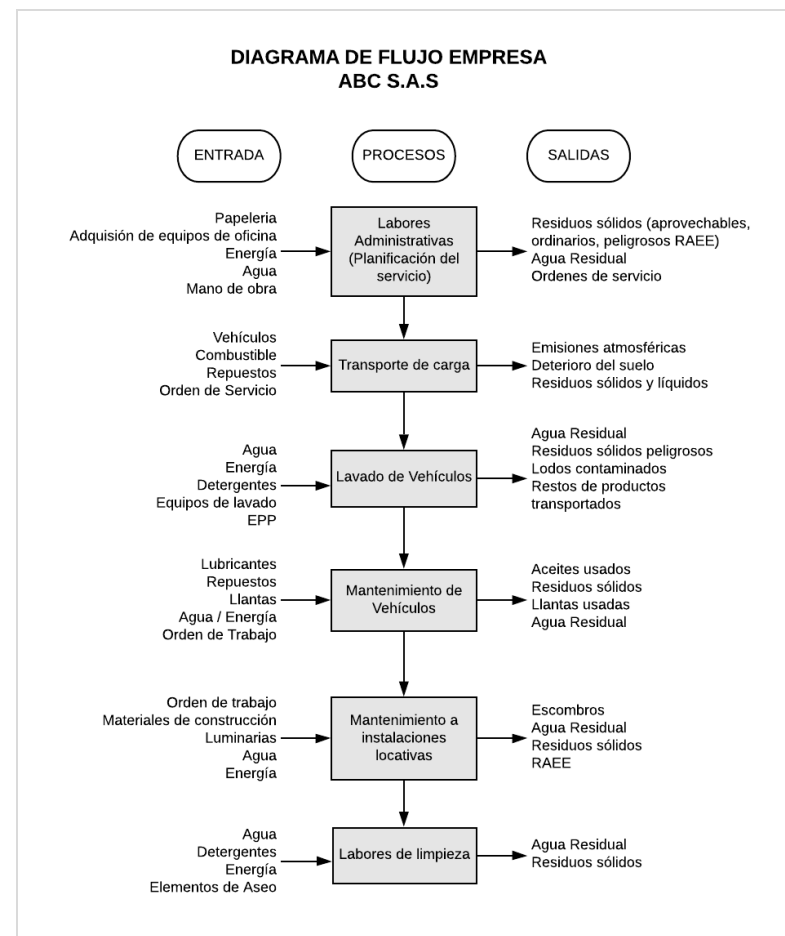 DIAGRAMA DE FLUJO EMPRESA
ABC S.A.S
ENTRADA
PROCESOS
SALIDAS
Papeleria
Adquisión de equipos de oficina
Energía
Agua
Mano de obra
Labores
Administrativas
(Planificación del
servicio)
Residuos sólidos (aprovechables,
ordinarios, peligrosos RAEE)
Agua Residual
Ordenes de servicio
Vehículos
Combustible
Repuestos
Orden de Servicio
Transporte de carga
Emisiones atmosféricas
Deterioro del suelo
Residuos sólidos y líquidos
Agua
Energía
Detergentes
Equipos de lavado
EPP
Lavado de Vehículos
Agua Residual
Residuos sólidos peligrosos
Lodos contaminados
Restos de productos
transportados
Lubricantes
Repuestos
Llantas
Agua / Energía
Orden de Trabajo
Mantenimiento de
Vehículos
Aceites usados
Residuos sólidos
Llantas usadas
Agua Residual
Orden de trabajo
Materiales de construcción
Luminarias
Agua
Energía
Mantenimiento a
instalaciones
locativas
Escombros
Agua Residual
Residuos sólidos
RAEE
Agua
Detergentes
Energía
Elementos de Aseo
Labores de limpieza
Agua Residual
Residuos sólidos